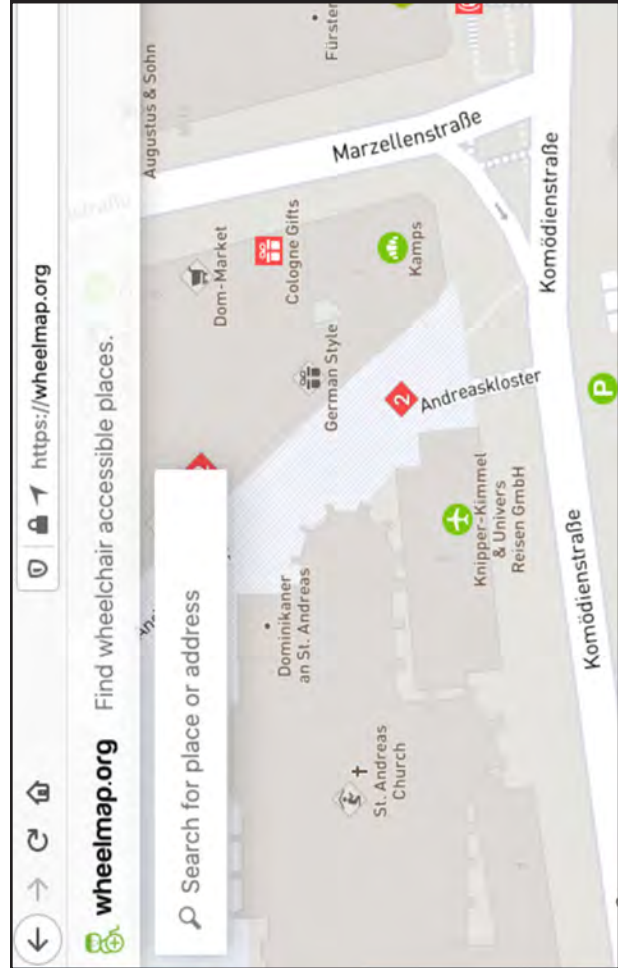 https://wheelmap.org
wheelmap.org Find wheelchair accessible places.
Search for place or address
Augustus & Sohn
Dom-Market
Cologne Gifts
German Style
Marzellenstraße
Kamps
2
Andreaskloster
Dominikaner
an St. Andreas
St. Andreas
Church
Knipper-Kimmel
& Univers
Reisen GmbH
Komödienstraße
Komödienstraße
P